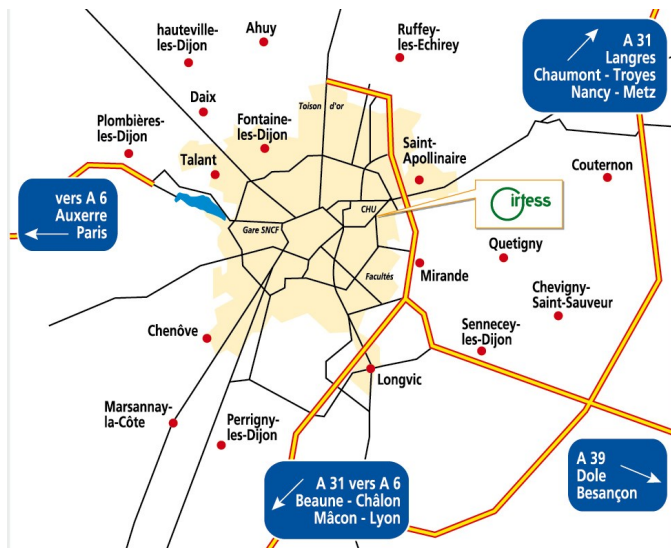 hauteville-
les-Dijon
Ahuy
Ruffey
-les-Echirey
A 31
Langres
Chaumont - Troyes
Nancy - Metz
Daix
Toison d'or
Plombières
-les-Dijon
Fontaine
-les-Dijon
Talant
Saint-
Apollinaire
Couternon
vers A 6
Auxerre
Paris
CHU
irtess
Gare SNCF
Quetigny
Facultés
Mirande
Chevigny
-Saint-Sauveur
Chenôve
Sennecey
-les-Dijon
Longvic
Marsannay
-la-Côte
Perrigny
-les-Dijon
A 31 vers A 6
Beaune - Châlon
Mâcon - Lyon
A 39
Dole
Besançon